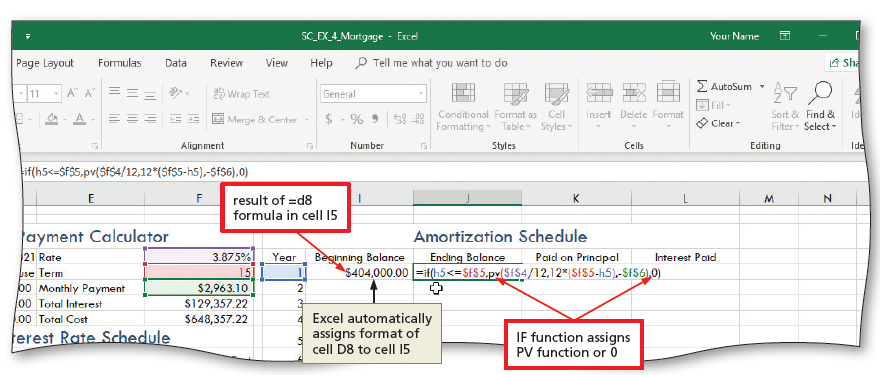 SC_EX_4_Mortgage - Excel
Your Name
Page Layout Formulas Data Review View Help Tell me what you want to do
11 A A ab Wrap Text General AutoSum
Fill
Merge & Center $ % 9 Conditional Formatting Format as Table Cell Styles Insert Delete Format Clear Sort & Filter Find & Select
Alignment Number Styles Cells Editing
=if(h5<=$f$5,pv($f$4/12,12*($f$5-h5),-$f$6),0)
E F I J K L M N
result of =d8
formula in cell I5
Payment Calculator Amortization Schedule
21 Rate 3.875% Year Beginning Balance Ending Balance Paid on Principal Interest Paid
use Term 15 1 $404,000.00 =if(h5<=$f$5,pv($f$4/12,12*($f$5-h5),-$f$6),0)
00 Monthly Payment $2,963.10 2
00 Total Interest $129,357.22 3
.00 Total Cost $648,357.22 4
terest Rate Schedule 5
Excel automatically
assigns format of
cell D8 to cell I5
IF function assigns
PV function or 0